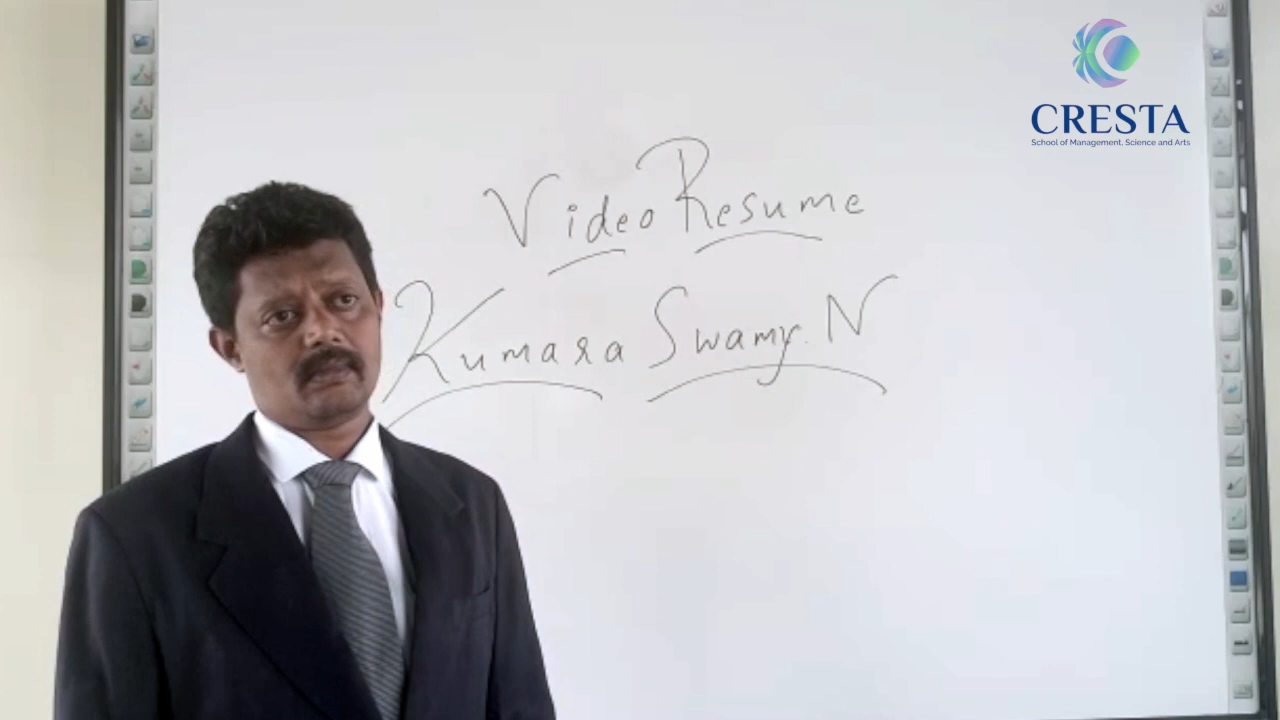 CRESTA
School of Management, Science and Arts
Video Resume
Kumara Swamy. N